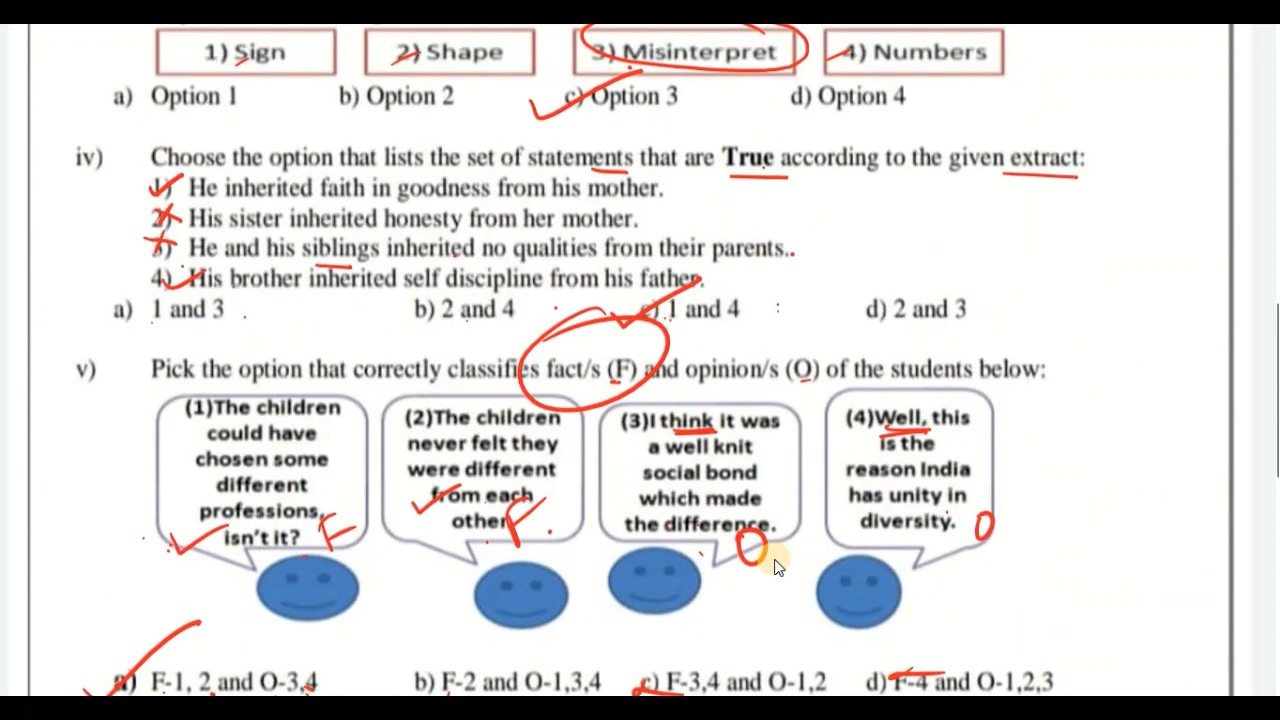 1) Sign 2) Shape 3) Misinterpret 4) Numbers
a) Option 1 b) Option 2 c) Option 3 d) Option 4
iv) Choose the option that lists the set of statements that are True according to the given extract:
1) He inherited faith in goodness from his mother.
2) His sister inherited honesty from her mother.
3) He and his siblings inherited no qualities from their parents..
4) His brother inherited self discipline from his father.
a) 1 and 3 b) 2 and 4 c) 1 and 4 d) 2 and 3
v) Pick the option that correctly classifies fact/s (F) and opinion/s (O) of the students below:
(1)The children
could have
chosen some
different
professions,
isn't it? F
(2)The children
never felt they
were different
from each
other F
(3)I think it was
a well knit
social bond
which made
the difference.
O
(4)Well, this
is the
reason India
has unity in
diversity. O
a) F-1, 2 and O-3,4 b) F-2 and O-1,3,4 c) F-3,4 and O-1,2 d) F-4 and O-1,2,3